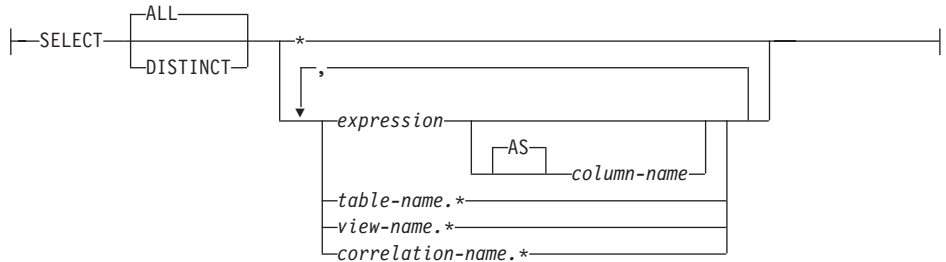 ALL
SELECT
DISTINCT
*
,
expression
AS
column-name
table-name.*
view-name.*
correlation-name.*